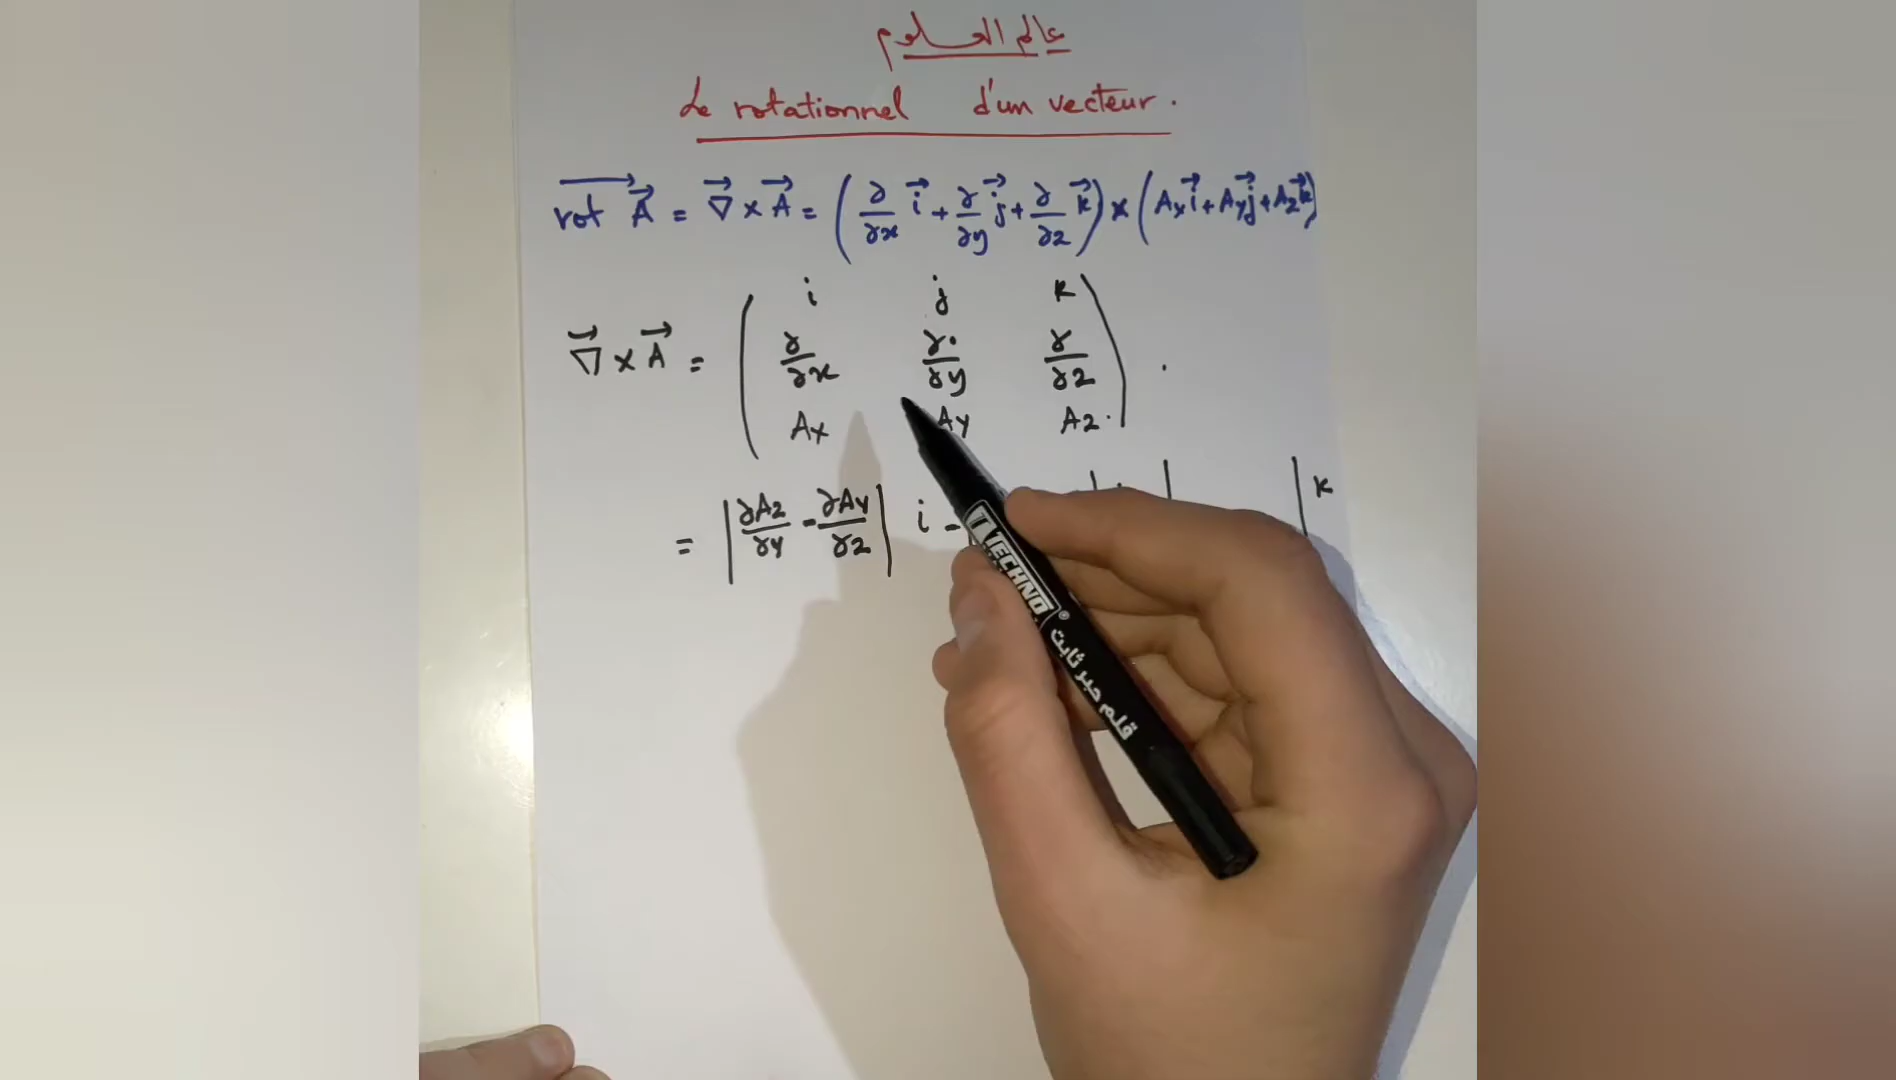 عالم العلوم
Le rotationnel d'un vecteur.
rot A⃗ = ∇⃗ × A⃗ = (∂/∂x i⃗ + ∂/∂y j⃗ + ∂/∂z k⃗) × (Ax i⃗ + Ay j⃗ + Az k⃗)
i j k
∇⃗ × A⃗ = ( ∂/∂x ∂/∂y ∂/∂z ) .
Ax Ay Az.
= | ∂Az/∂y - ∂Ay/∂z | i - | | | k
TECHNO® قلم حبر ثابت